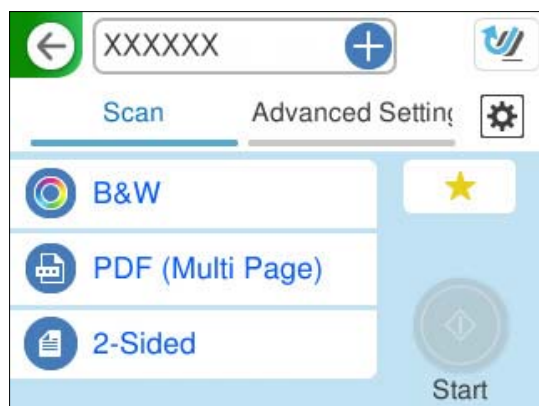 XXXXXX
Scan
Advanced Setting
B&W
PDF (Multi Page)
2-Sided
Start